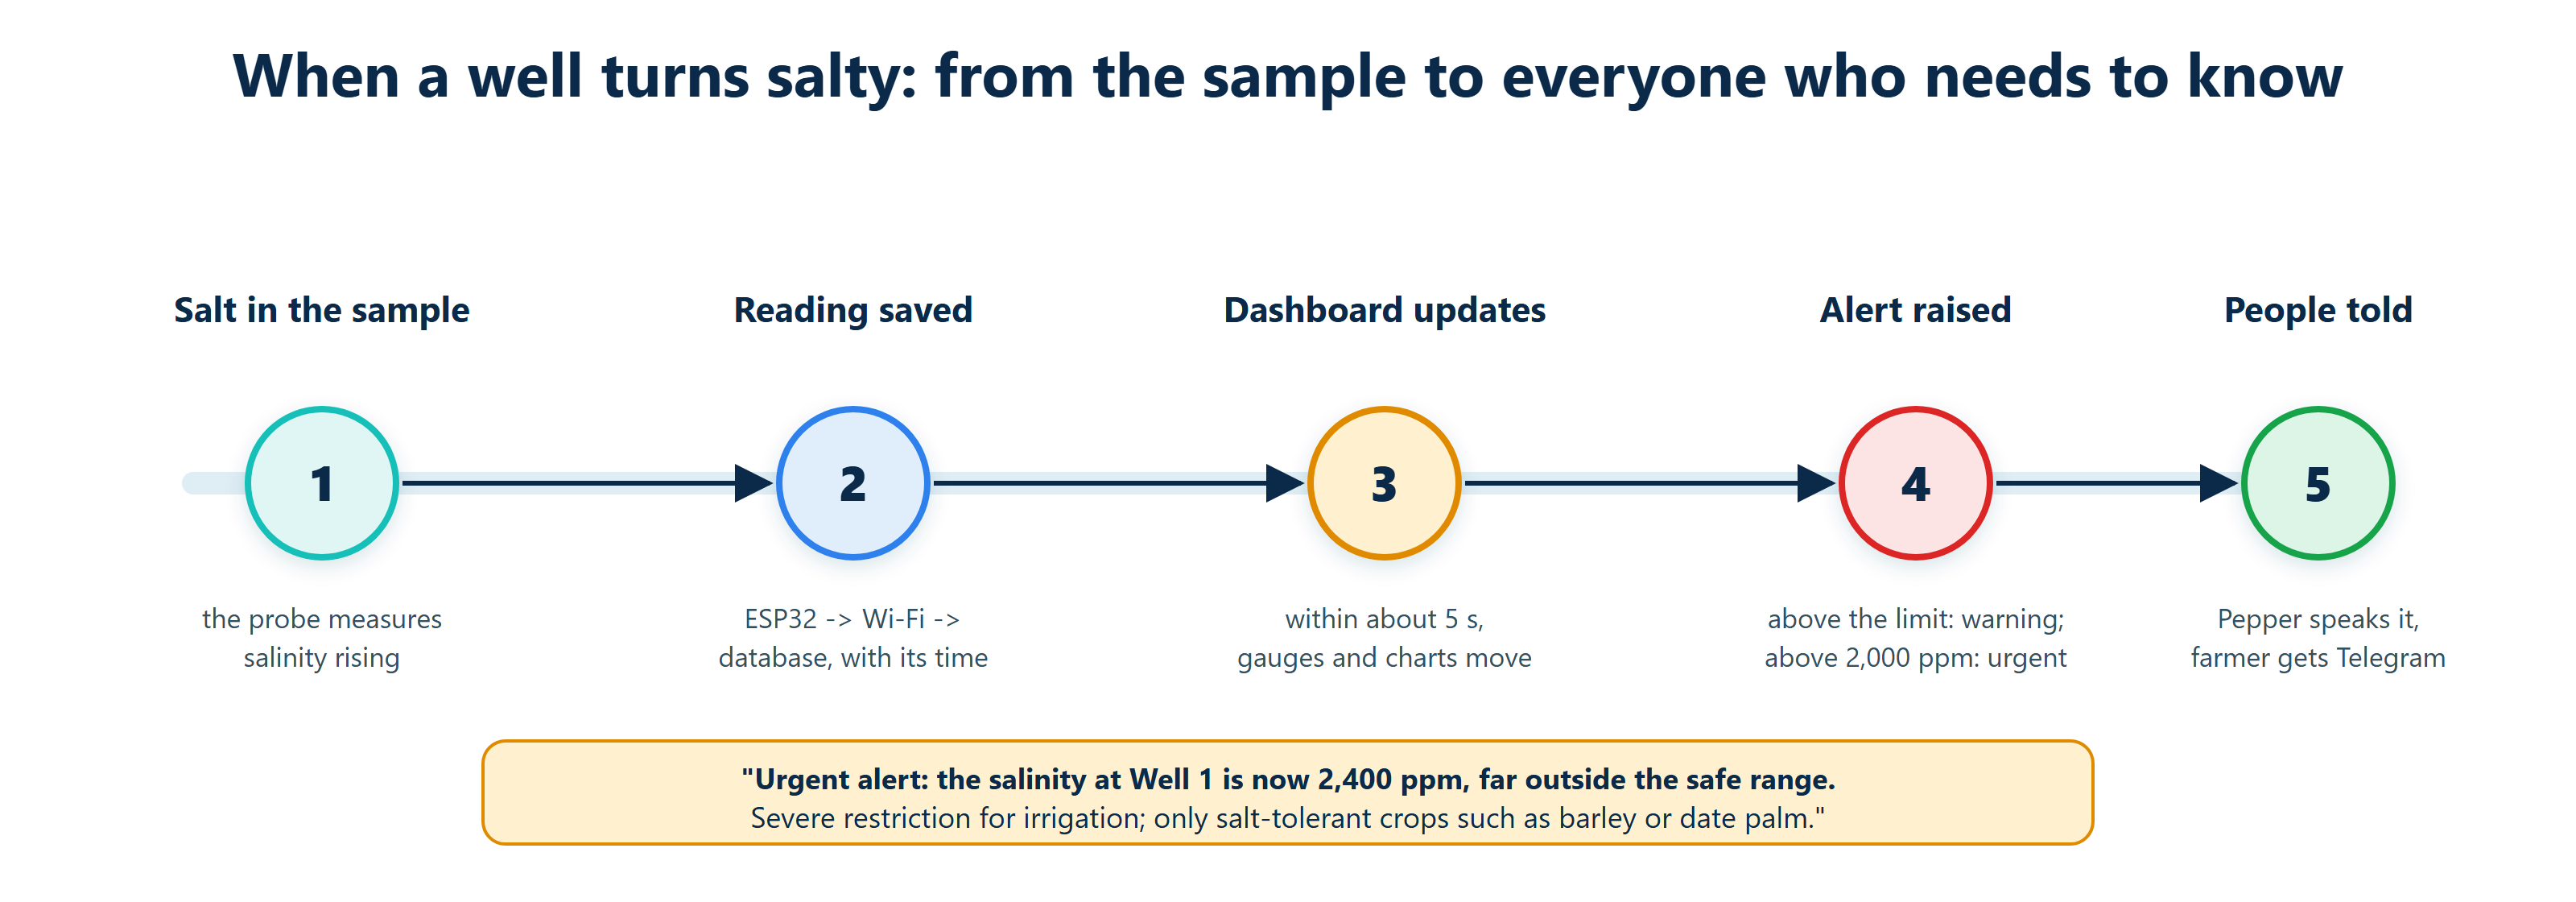 When a well turns salty: from the sample to everyone who needs to know
Salt in the sample
Reading saved
Dashboard updates
Alert raised
People told
1
2
3
4
5
the probe measures
salinity rising
ESP32 -> Wi-Fi ->
database, with its time
within about 5 s,
gauges and charts move
above the limit: warning;
above 2,000 ppm: urgent
Pepper speaks it,
farmer gets Telegram
"Urgent alert: the salinity at Well 1 is now 2,400 ppm, far outside the safe range.
Severe restriction for irrigation; only salt-tolerant crops such as barley or date palm."